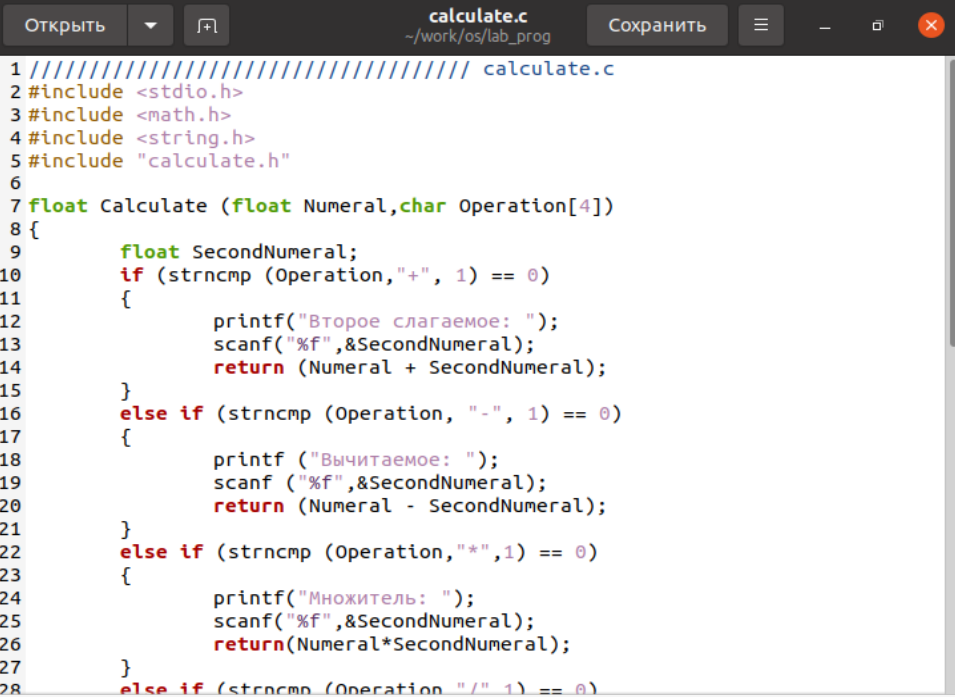 Открыть
calculate.c
~/work/os/lab_prog
Сохранить
1 ///////////////////////////////////// calculate.c
2 #include <stdio.h>
3 #include <math.h>
4 #include <string.h>
5 #include "calculate.h"
6
7 float Calculate (float Numeral,char Operation[4])
8 {
9         float SecondNumeral;
10         if (strncmp (Operation,"+", 1) == 0)
11         {
12                 printf("Второе слагаемое: ");
13                 scanf("%f",&SecondNumeral);
14                 return (Numeral + SecondNumeral);
15         }
16         else if (strncmp (Operation, "-", 1) == 0)
17         {
18                 printf ("Вычитаемое: ");
19                 scanf ("%f",&SecondNumeral);
20                 return (Numeral - SecondNumeral);
21         }
22         else if (strncmp (Operation,"*",1) == 0)
23         {
24                 printf("Множитель: ");
25                 scanf("%f",&SecondNumeral);
26                 return(Numeral*SecondNumeral);
27         }
28         else if (strncmp (Operation,"/",1) == 0)